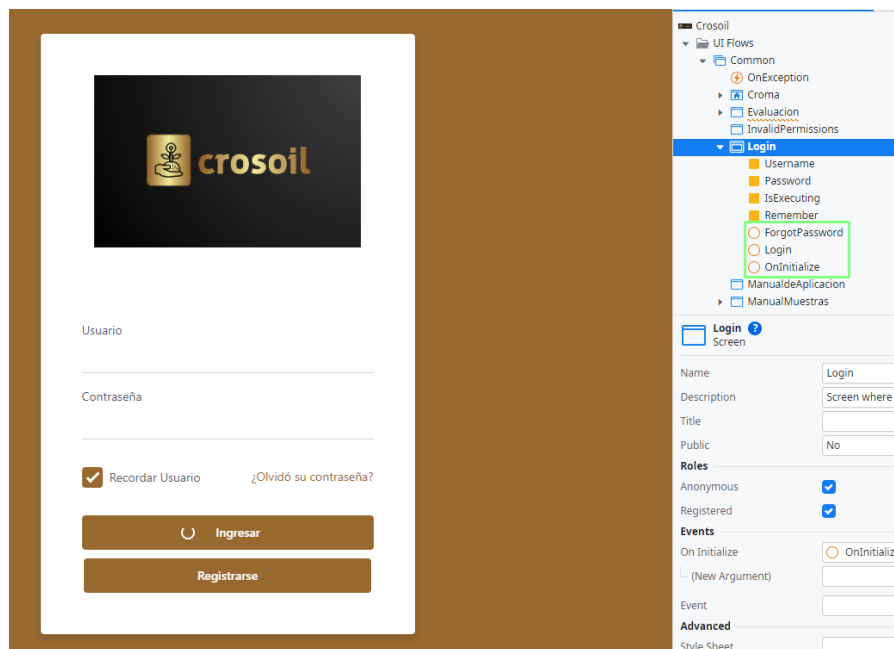 crosoil
Usuario
Contraseña
Recordar Usuario
¿Olvidó su contraseña?
Ingresar
Registrarse
Crosoil
UI Flows
Common
OnException
Croma
Evaluacion
InvalidPermissions
Login
Username
Password
IsExecuting
Remember
ForgotPassword
Login
OnInitialize
ManualdeAplicacion
ManualMuestras
Login ?
Screen
Name Login
Description Screen where
Title
Public No
Roles
Anonymous
Registered
Events
On Initialize OnInitializ
(New Argument)
Event
Advanced
Style Sheet